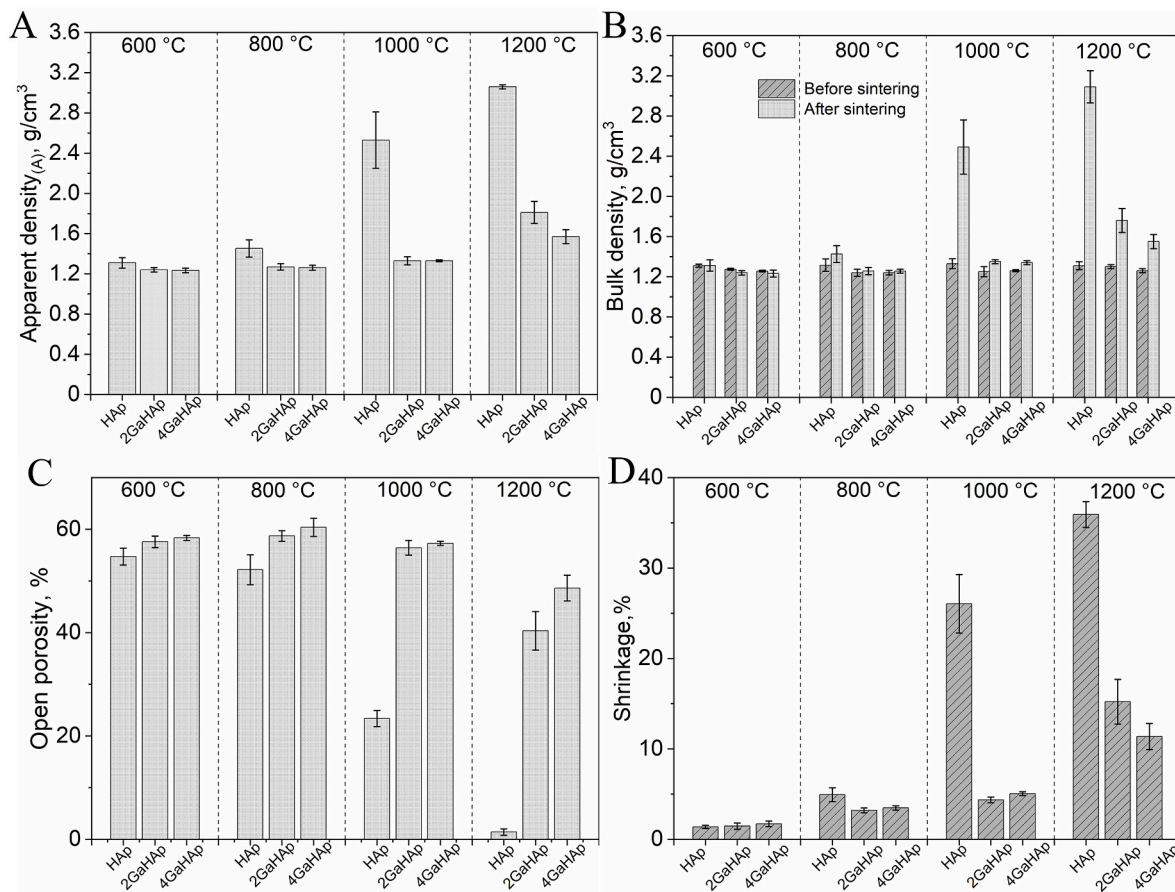 A
600 °C 800 °C 1000 °C 1200 °C
Apparent density(A), g/cm3
3.6
3.2
2.8
2.4
2.0
1.6
1.2
0.8
0.4
0
HAp 2GaHAp 4GaHAp HAp 2GaHAp 4GaHAp HAp 2GaHAp 4GaHAp HAp 2GaHAp 4GaHAp
B
600 °C 800 °C 1000 °C 1200 °C
Before sintering
After sintering
Bulk density, g/cm3
3.6
3.2
2.8
2.4
2.0
1.6
1.2
0.8
0.4
0
HAp 2GaHAp 4GaHAp HAp 2GaHAp 4GaHAp HAp 2GaHAp 4GaHAp HAp 2GaHAp 4GaHAp
C
600 °C 800 °C 1000 °C 1200 °C
Open porosity, %
60
40
20
0
HAp 2GaHAp 4GaHAp HAp 2GaHAp 4GaHAp HAp 2GaHAp 4GaHAp HAp 2GaHAp 4GaHAp
D
600 °C 800 °C 1000 °C 1200 °C
Shrinkage,%
40
30
20
10
0
HAp 2GaHAp 4GaHAp HAp 2GaHAp 4GaHAp HAp 2GaHAp 4GaHAp HAp 2GaHAp 4GaHAp